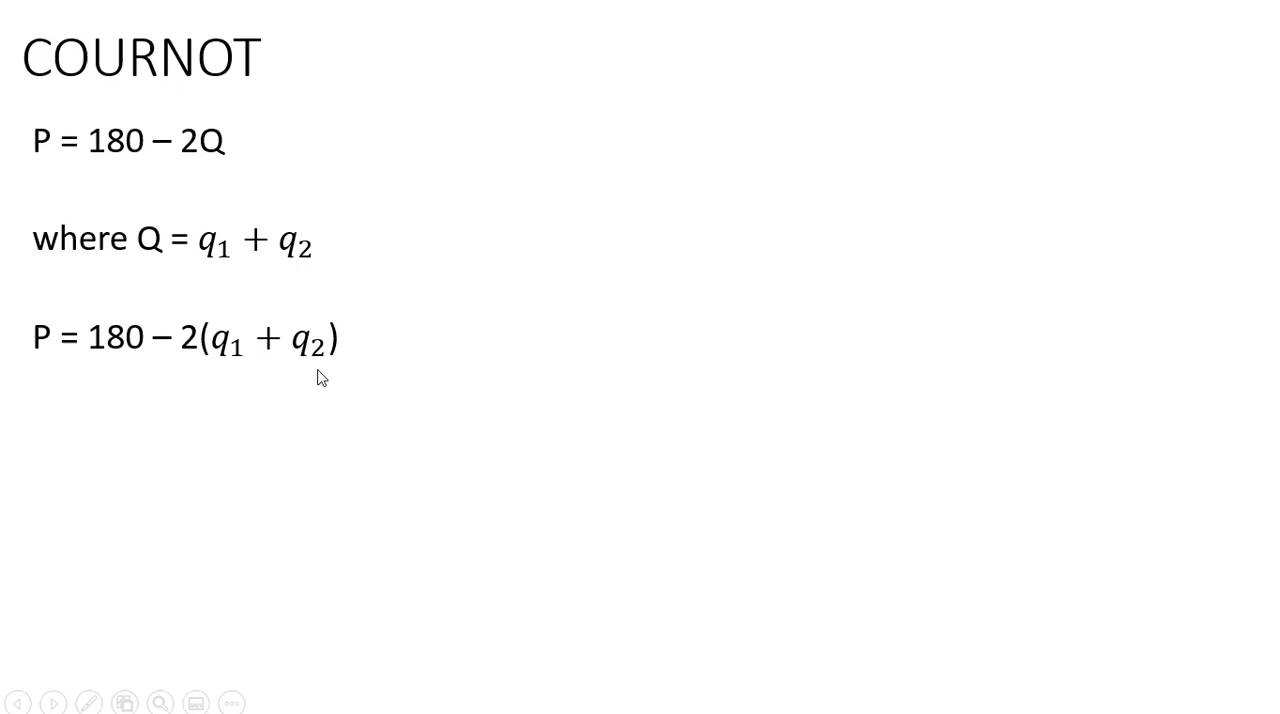 COURNOT
P = 180 – 2Q
where Q = 𝑞₁ + 𝑞₂
P = 180 – 2(𝑞₁ + 𝑞₂)